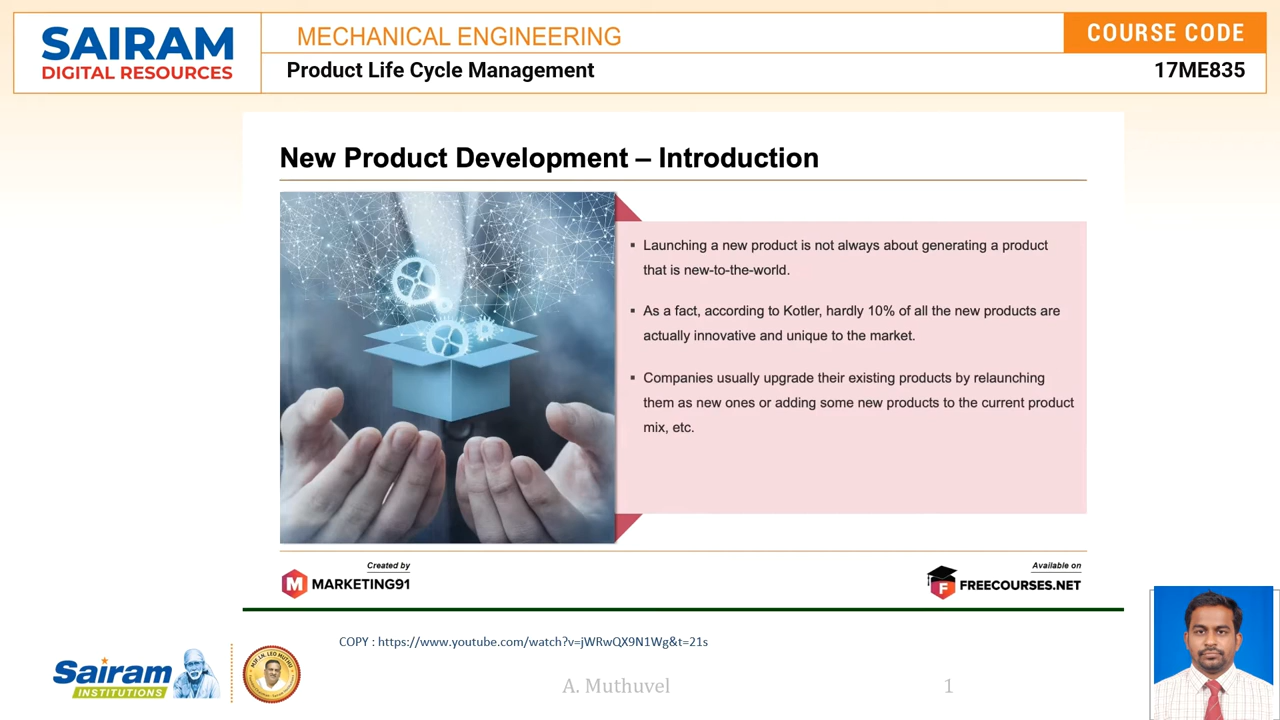 SAIRAM
DIGITAL RESOURCES
MECHANICAL ENGINEERING
COURSE CODE
Product Life Cycle Management
17ME835
New Product Development – Introduction
▪ Launching a new product is not always about generating a product
that is new-to-the-world.
▪ As a fact, according to Kotler, hardly 10% of all the new products are
actually innovative and unique to the market.
▪ Companies usually upgrade their existing products by relaunching
them as new ones or adding some new products to the current product
mix, etc.
Created by
M MARKETING91
Available on
F FREECOURSES.NET
COPY : https://www.youtube.com/watch?v=jWRwQX9N1Wg&t=21s
Sairam
INSTITUTIONS
A. Muthuvel
1